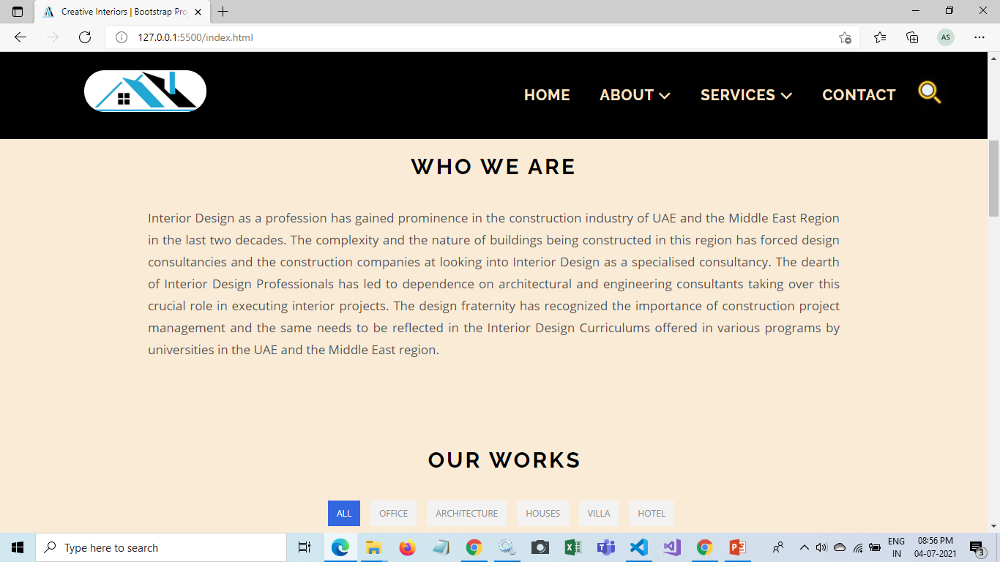 Creative Interiors | Bootstrap Pro
127.0.0.1:5500/index.html
AS
HOME
ABOUT
SERVICES
CONTACT
WHO WE ARE
Interior Design as a profession has gained prominence in the construction industry of UAE and the Middle East Region
in the last two decades. The complexity and the nature of buildings being constructed in this region has forced design
consultancies and the construction companies at looking into Interior Design as a specialised consultancy. The dearth
of Interior Design Professionals has led to dependence on architectural and engineering consultants taking over this
crucial role in executing interior projects. The design fraternity has recognized the importance of construction project
management and the same needs to be reflected in the Interior Design Curriculums offered in various programs by
universities in the UAE and the Middle East region.
OUR WORKS
ALL
OFFICE
ARCHITECTURE
HOUSES
VILLA
HOTEL
Type here to search
ENG
IN
08:56 PM
04-07-2021
3